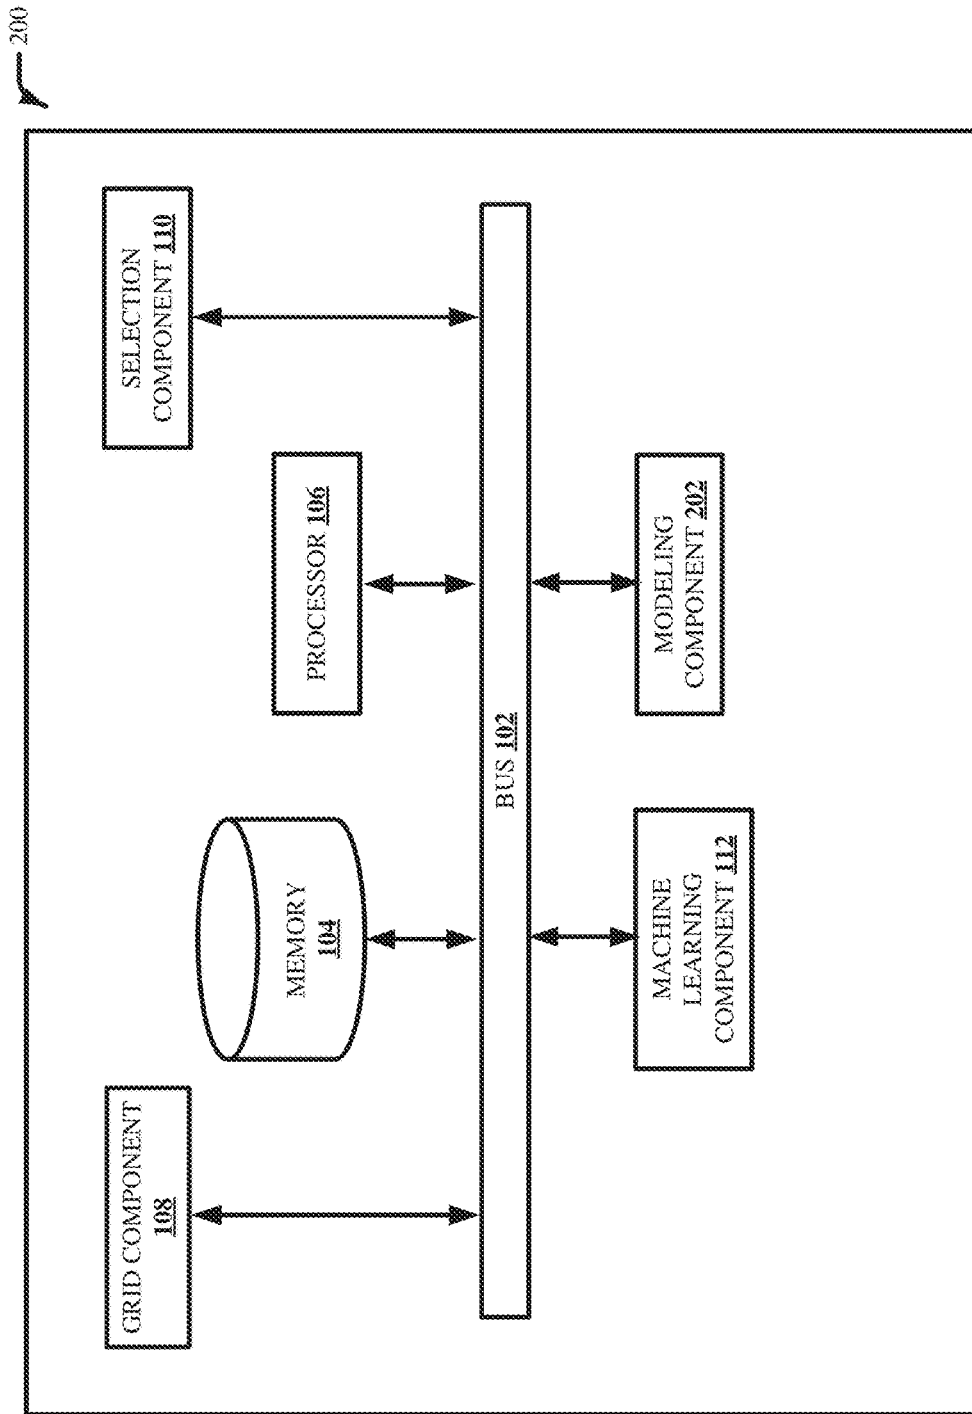 200
GRID COMPONENT
108
MEMORY
104
PROCESSOR 106
SELECTION
COMPONENT 110
BUS 102
MACHINE
LEARNING
COMPONENT 112
MODELING
COMPONENT 202